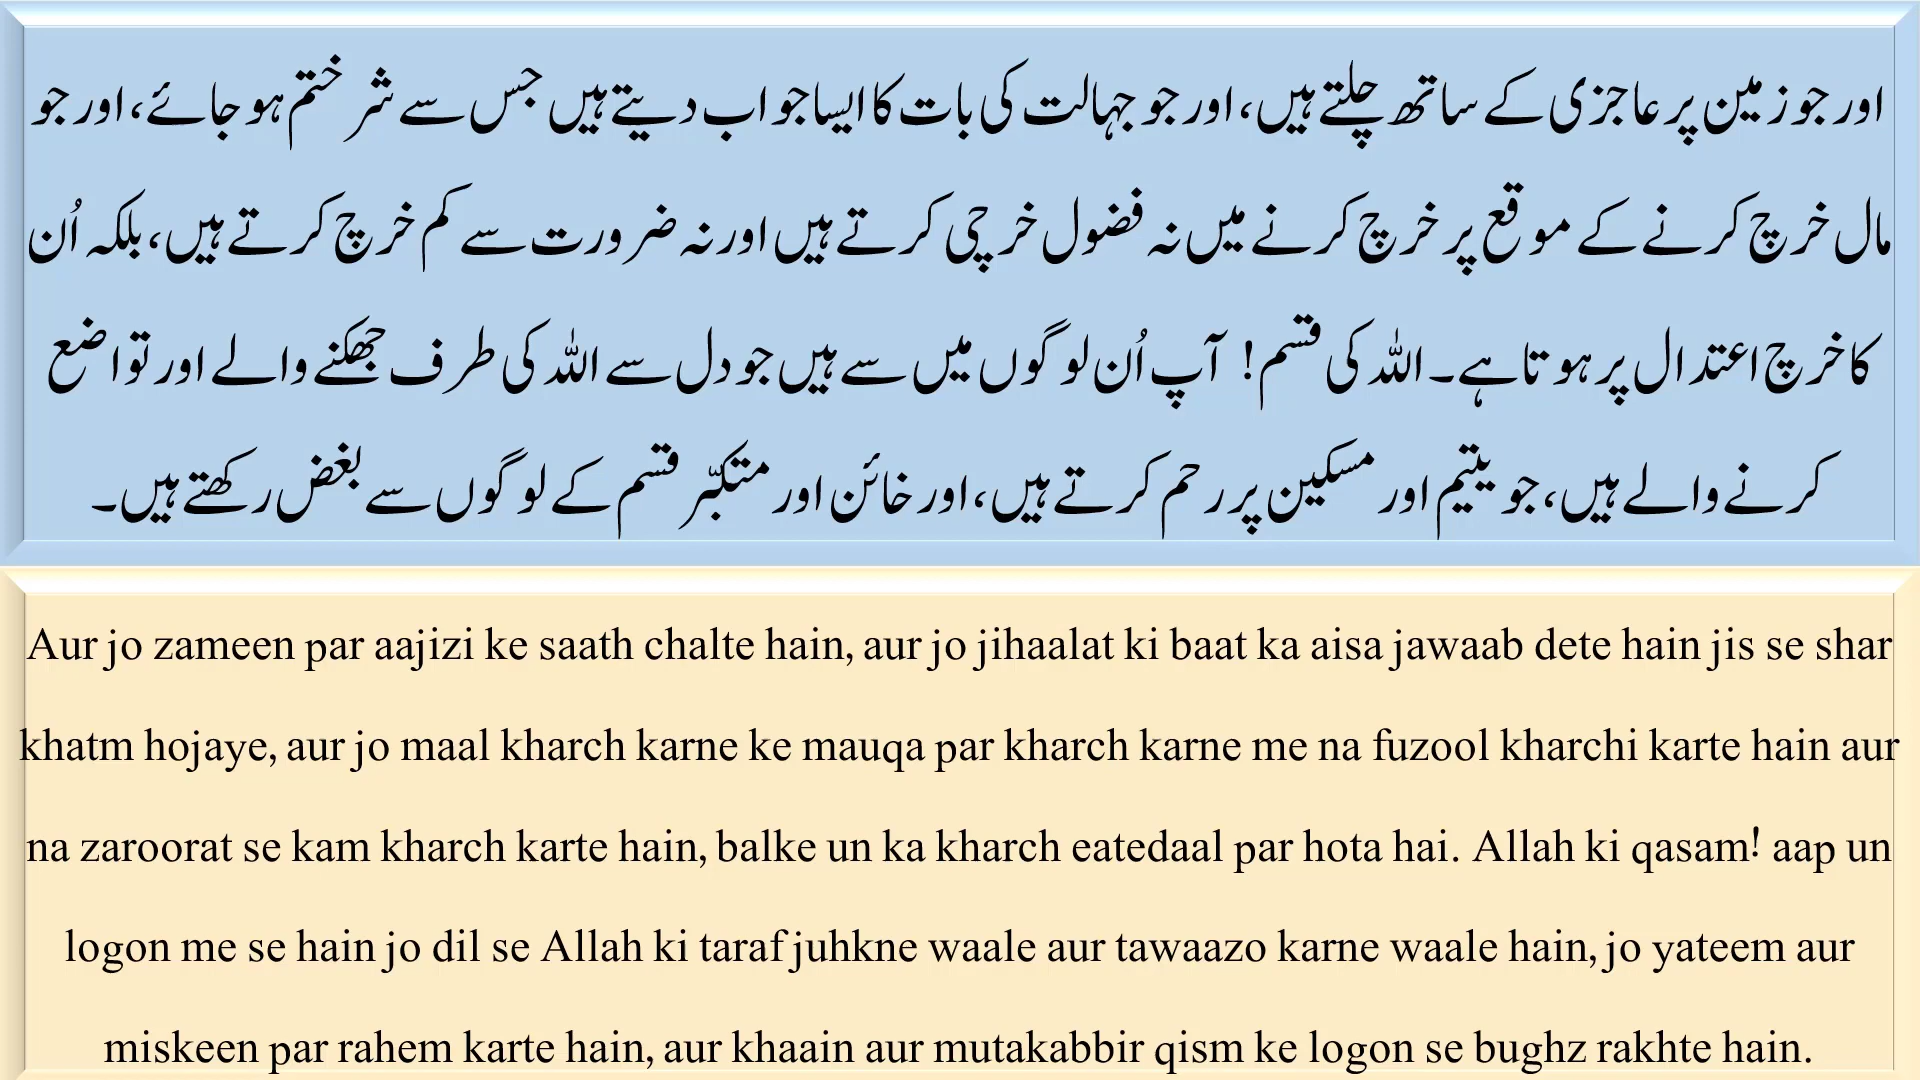 اور جو زمین پر عاجزی کے ساتھ چلتے ہیں، اور جو جہالت کی بات کا ایسا جواب دیتے ہیں جس سے شر ختم ہو جائے، اور جو
مال خرچ کرنے کے موقع پر خرچ کرنے میں نہ فضول خرچی کرتے ہیں اور نہ ضرورت سے کم خرچ کرتے ہیں، بلکہ اُن
کا خرچ اعتدال پر ہوتا ہے۔ اللہ کی قسم! آپ اُن لوگوں میں سے ہیں جو دل سے اللہ کی طرف جھکنے والے اور تواضع
کرنے والے ہیں، جو یتیم اور مسکین پر رحم کرتے ہیں، اور خائن اور متکبّر قسم کے لوگوں سے بغض رکھتے ہیں۔
Aur jo zameen par aajizi ke saath chalte hain, aur jo jihaalat ki baat ka aisa jawaab dete hain jis se shar
khatm hojaye, aur jo maal kharch karne ke mauqa par kharch karne me na fuzool kharchi karte hain aur
na zaroorat se kam kharch karte hain, balke un ka kharch eatedaal par hota hai. Allah ki qasam! aap un
logon me se hain jo dil se Allah ki taraf juhkne waale aur tawaazo karne waale hain, jo yateem aur
miskeen par rahem karte hain, aur khaain aur mutakabbir qism ke logon se bughz rakhte hain.